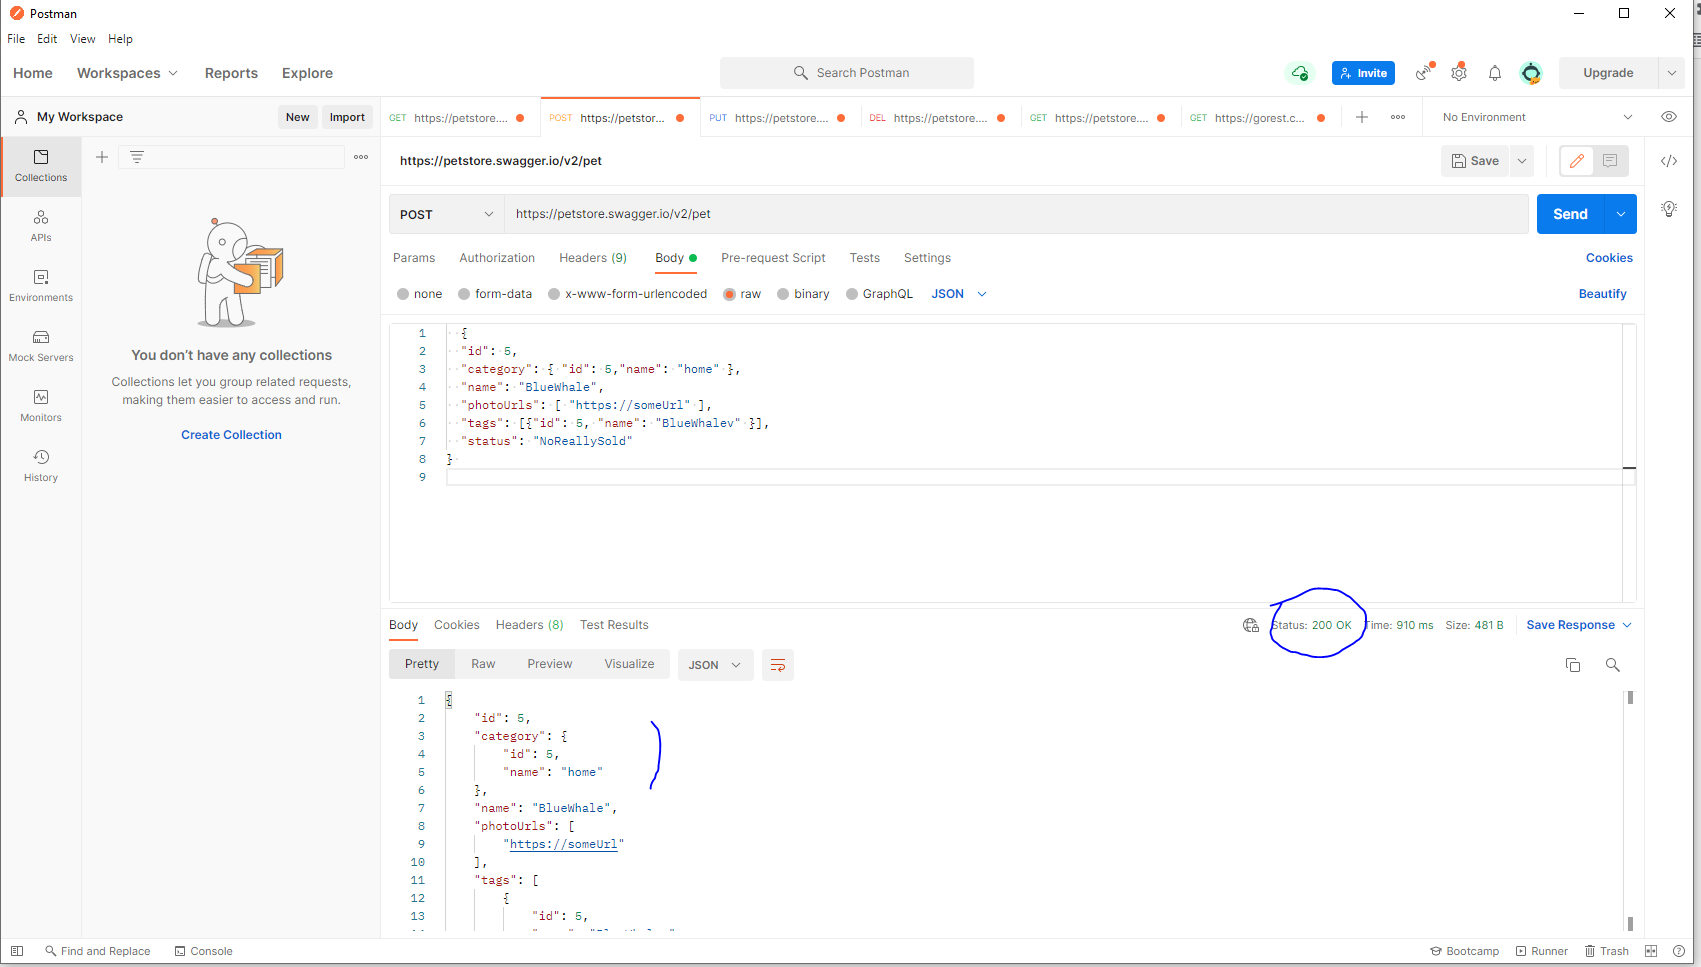 Postman
File Edit View Help
Home Workspaces Reports Explore Search Postman Invite Upgrade
My Workspace New Import GET https://petstore.... POST https://petstor... PUT https://petstore.... DEL https://petstore.... GET https://petstore.... GET https://gorest.c... No Environment
Collections
APIs
Environments
Mock Servers
Monitors
History
You don't have any collections
Collections let you group related requests,
making them easier to access and run.
Create Collection
https://petstore.swagger.io/v2/pet Save
POST https://petstore.swagger.io/v2/pet Send
Params Authorization Headers (9) Body Pre-request Script Tests Settings Cookies
none form-data x-www-form-urlencoded raw binary GraphQL JSON Beautify
1 {
2 "id": 5,
3 "category": { "id": 5,"name": "home" },
4 "name": "BlueWhale",
5 "photoUrls": [ "https://someUrl" ],
6 "tags": [{"id": 5, "name": "BlueWhalev" }],
7 "status": "NoReallySold"
8 }
9
Body Cookies Headers (8) Test Results Status: 200 OK Time: 910 ms Size: 481 B Save Response
Pretty Raw Preview Visualize JSON
1 {
2 "id": 5,
3 "category": {
4 "id": 5,
5 "name": "home"
6 },
7 "name": "BlueWhale",
8 "photoUrls": [
9 "https://someUrl"
10 ],
11 "tags": [
12 {
13 "id": 5,
Find and Replace Console Bootcamp Runner Trash